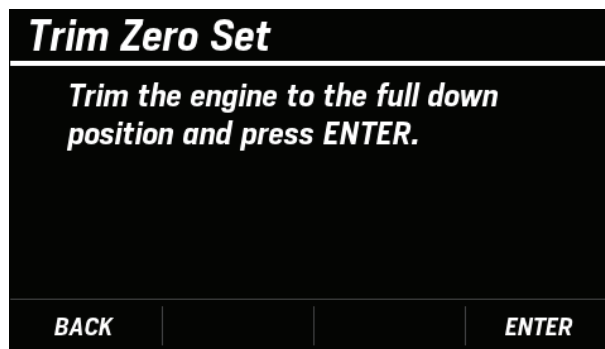 Trim Zero Set
Trim the engine to the full down
position and press ENTER.
BACK
ENTER